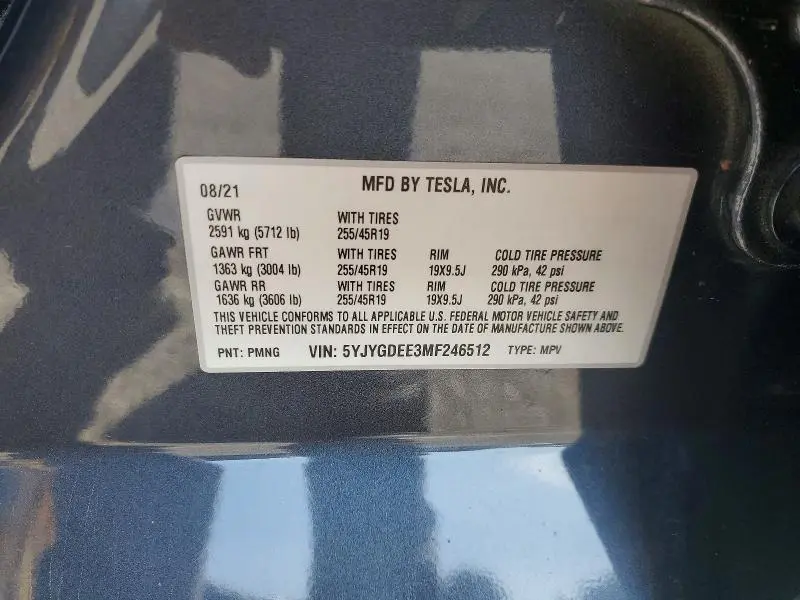 08/21 MFD BY TESLA, INC.
GVWR WITH TIRES
2591 kg (5712 lb) 255/45R19
GAWR FRT WITH TIRES RIM COLD TIRE PRESSURE
1363 kg (3004 lb) 255/45R19 19X9.5J 290 kPa, 42 psi
GAWR RR WITH TIRES RIM COLD TIRE PRESSURE
1636 kg (3606 lb) 255/45R19 19X9.5J 290 kPa, 42 psi
THIS VEHICLE CONFORMS TO ALL APPLICABLE U.S. FEDERAL MOTOR VEHICLE SAFETY AND
THEFT PREVENTION STANDARDS IN EFFECT ON THE DATE OF MANUFACTURE SHOWN ABOVE.
PNT: PMNG VIN: 5YJYGDEE3MF246512 TYPE: MPV